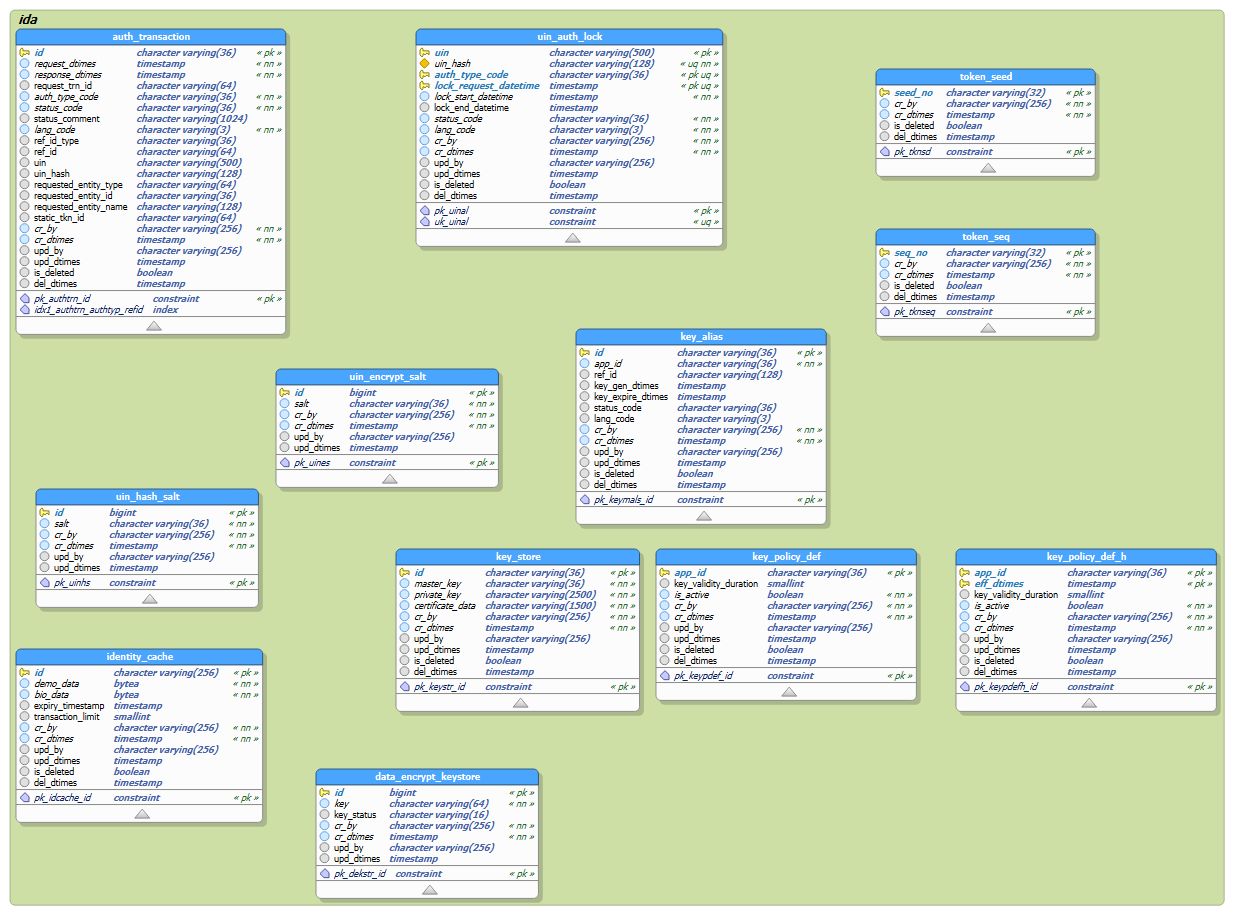 ida
auth_transaction
id character varying(36) « pk »
request_dtimes timestamp « nn »
response_dtimes timestamp « nn »
request_trn_id character varying(64)
auth_type_code character varying(36) « nn »
status_code character varying(36) « nn »
status_comment character varying(1024)
lang_code character varying(3) « nn »
ref_id_type character varying(36)
ref_id character varying(64)
uin character varying(500)
uin_hash character varying(128)
requested_entity_type character varying(64)
requested_entity_id character varying(36)
requested_entity_name character varying(128)
static_tkn_id character varying(64)
cr_by character varying(256) « nn »
cr_dtimes timestamp « nn »
upd_by character varying(256)
upd_dtimes timestamp
is_deleted boolean
del_dtimes timestamp
pk_authtrn_id constraint « pk »
idx1_authtrn_authtyp_refid index
uin_auth_lock
uin character varying(500) « pk »
uin_hash character varying(128) « uq nn »
auth_type_code character varying(36) « pk uq »
lock_request_datetime timestamp « pk uq »
lock_start_datetime timestamp « nn »
lock_end_datetime timestamp
status_code character varying(36) « nn »
lang_code character varying(3) « nn »
cr_by character varying(256) « nn »
cr_dtimes timestamp « nn »
upd_by character varying(256)
upd_dtimes timestamp
is_deleted boolean
del_dtimes timestamp
pk_uinal constraint « pk »
uk_uinal constraint « uq »
token_seed
seed_no character varying(32) « pk »
cr_by character varying(256) « nn »
cr_dtimes timestamp « nn »
is_deleted boolean
del_dtimes timestamp
pk_tknsd constraint « pk »
token_seq
seq_no character varying(32) « pk »
cr_by character varying(256) « nn »
cr_dtimes timestamp « nn »
is_deleted boolean
del_dtimes timestamp
pk_tknseq constraint « pk »
key_alias
id character varying(36) « pk »
app_id character varying(36) « nn »
ref_id character varying(128)
key_gen_dtimes timestamp
key_expire_dtimes timestamp
status_code character varying(36)
lang_code character varying(3)
cr_by character varying(256) « nn »
cr_dtimes timestamp « nn »
upd_by character varying(256)
upd_dtimes timestamp
is_deleted boolean
del_dtimes timestamp
pk_keymals_id constraint « pk »
uin_encrypt_salt
id bigint « pk »
salt character varying(36) « nn »
cr_by character varying(256) « nn »
cr_dtimes timestamp « nn »
upd_by character varying(256)
upd_dtimes timestamp
pk_uines constraint « pk »
uin_hash_salt
id bigint « pk »
salt character varying(36) « nn »
cr_by character varying(256) « nn »
cr_dtimes timestamp « nn »
upd_by character varying(256)
upd_dtimes timestamp
pk_uinhs constraint « pk »
key_store
id character varying(36) « pk »
master_key character varying(36) « nn »
private_key character varying(2500) « nn »
certificate_data character varying(1500) « nn »
cr_by character varying(256) « nn »
cr_dtimes timestamp « nn »
upd_by character varying(256)
upd_dtimes timestamp
is_deleted boolean
del_dtimes timestamp
pk_keystr_id constraint « pk »
key_policy_def
app_id character varying(36) « pk »
key_validity_duration smallint
is_active boolean « nn »
cr_by character varying(256) « nn »
cr_dtimes timestamp « nn »
upd_by character varying(256)
upd_dtimes timestamp
is_deleted boolean
del_dtimes timestamp
pk_keypdef_id constraint « pk »
key_policy_def_h
app_id character varying(36) « pk »
eff_dtimes timestamp « pk »
key_validity_duration smallint
is_active boolean « nn »
cr_by character varying(256) « nn »
cr_dtimes timestamp « nn »
upd_by character varying(256)
upd_dtimes timestamp
is_deleted boolean
del_dtimes timestamp
pk_keypdefh_id constraint « pk »
identity_cache
id character varying(256) « pk »
demo_data bytea « nn »
bio_data bytea « nn »
expiry_timestamp timestamp
transaction_limit smallint
cr_by character varying(256) « nn »
cr_dtimes timestamp « nn »
upd_by character varying(256)
upd_dtimes timestamp
is_deleted boolean
del_dtimes timestamp
pk_idcache_id constraint « pk »
data_encrypt_keystore
id bigint « pk »
key character varying(64) « nn »
key_status character varying(16)
cr_by character varying(256) « nn »
cr_dtimes timestamp « nn »
upd_by character varying(256)
upd_dtimes timestamp
pk_dekstr_id constraint « pk »